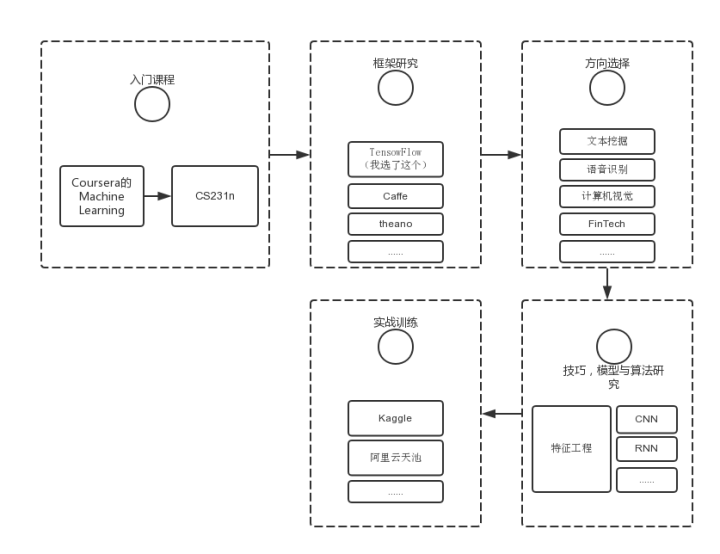 入门课程
Coursera的
Machine
Learning
CS231n
框架研究
TensowFlow
（我选了这个）
Caffe
theano
......
方向选择
文本挖掘
语音识别
计算机视觉
FinTech
......
技巧，模型与算法研
究
特征工程
CNN
RNN
......
实战训练
Kaggle
阿里云天池
......